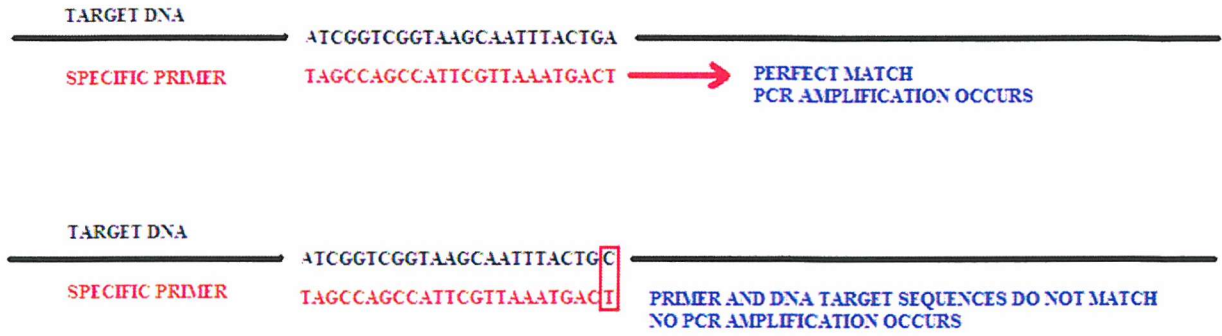 TARGET DNA
ATCGGTCGGTAAGCAATTTACTGA
SPECIFIC PRIMER
TAGCCAGCCATTCGTTAAATGACT
PERFECT MATCH
PCR AMPLIFICATION OCCURS
TARGET DNA
ATCGGTCGGTAAGCAATTTACTGC
SPECIFIC PRIMER
TAGCCAGCCATTCGTTAAATGACT
PRIMER AND DNA TARGET SEQUENCES DO NOT MATCH
NO PCR AMPLIFICATION OCCURS